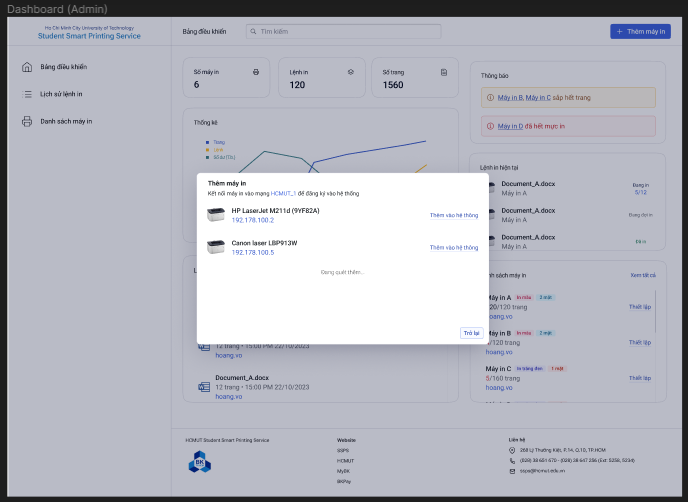 Dashboard (Admin)
Ho Chi Minh City University of Technology
Student Smart Printing Service
Bảng điều khiển
Tìm kiếm
+ Thêm máy in
Bảng điều khiển
Lịch sử lệnh in
Danh sách máy in
Số máy in
6
Lệnh in
120
Số trang
1560
Thông báo
Máy in B, Máy in C sắp hết trang
Máy in D đã hết mực in
Thống kê
Trang
Lệnh
Thêm máy in
Kết nối máy in vào mạng HCMUT_1 để đăng ký vào hệ thống
HP LaserJet M211d (9YF82A)
192.178.100.2
Thêm vào hệ thống
Canon laser LBP913W
192.178.100.5
Thêm vào hệ thống
Đang quét thêm..
Trở lại
Lệnh in hiện tại
Document_A.docx
Máy in A
Đang in
5/12
Document_A.docx
Máy in A
Đang đợi in
Document_A.docx
Máy in A
Đã in
nh sách máy in
Xem tất cả
Máy in A In màu 2 mặt
20/120 trang
hoang.vo
Thiết lập
Máy in B In màu 2 mặt
/120 trang
hoang.vo
Thiết lập
Máy in C In trắng đen 1 mặt
5/160 trang
hoang.vo
Thiết lập
12 trang • 15:00 PM 22/10/2023
hoang.vo
Document_A.docx
12 trang • 15:00 PM 22/10/2023
hoang.vo
HCMUT Student Smart Printing Service
BK
Website
SSPS
HCMUT
MyBK
BKPay
Liên hệ
268 Lý Thường Kiệt, P.14, Q.10, TP.HCM
(028) 38 651 670 - (028) 38 647 256 (Ext: 5258, 5234)
ssps@hcmut.edu.vn